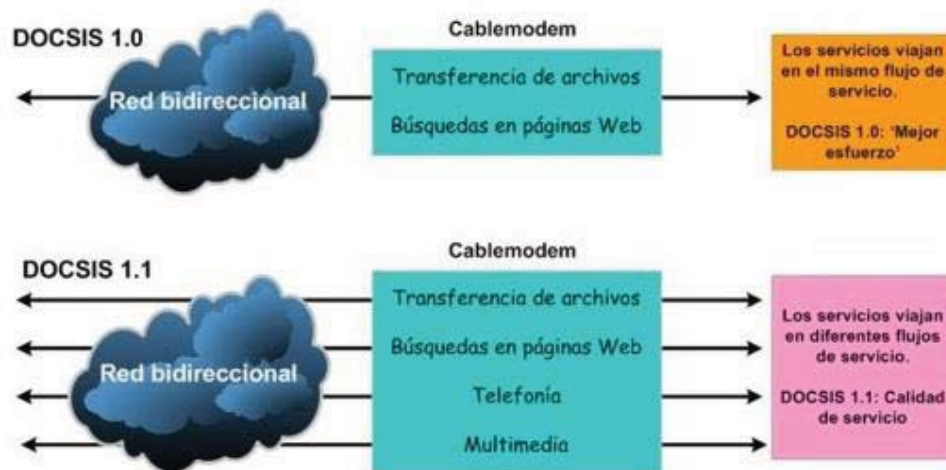 DOCSIS 1.0
Red bidireccional
Cablemodem
Transferencia de archivos
Búsquedas en páginas Web
Los servicios viajan
en el mismo flujo de
servicio.
DOCSIS 1.0: ‘Mejor
esfuerzo’
DOCSIS 1.1
Red bidireccional
Cablemodem
Transferencia de archivos
Búsquedas en páginas Web
Telefonía
Multimedia
Los servicios viajan
en diferentes flujos
de servicio.
DOCSIS 1.1: Calidad
de servicio